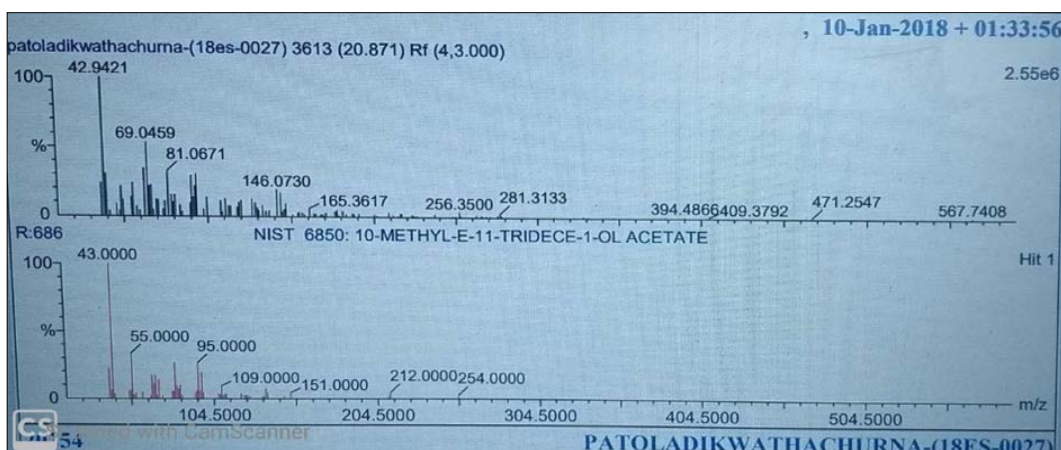 , 10-Jan-2018 + 01:33:56
patoladikwathachurna-(18es-0027) 3613 (20.871) Rf (4,3.000)
2.55e6
100
%
0
42.9421
69.0459
81.0671
146.0730
165.3617
256.3500
281.3133
394.4866409.3792
471.2547
567.7408
R:686
NIST 6850: 10-METHYL-E-11-TRIDECE-1-OL ACETATE
Hit 1
100
%
0
43.0000
55.0000
95.0000
109.0000
151.0000
212.0000
254.0000
104.5000
204.5000
304.5000
404.5000
504.5000
m/z
CS
with CamScanner
54
PATOLADIKWATHACHURNA-(18ES-0027)